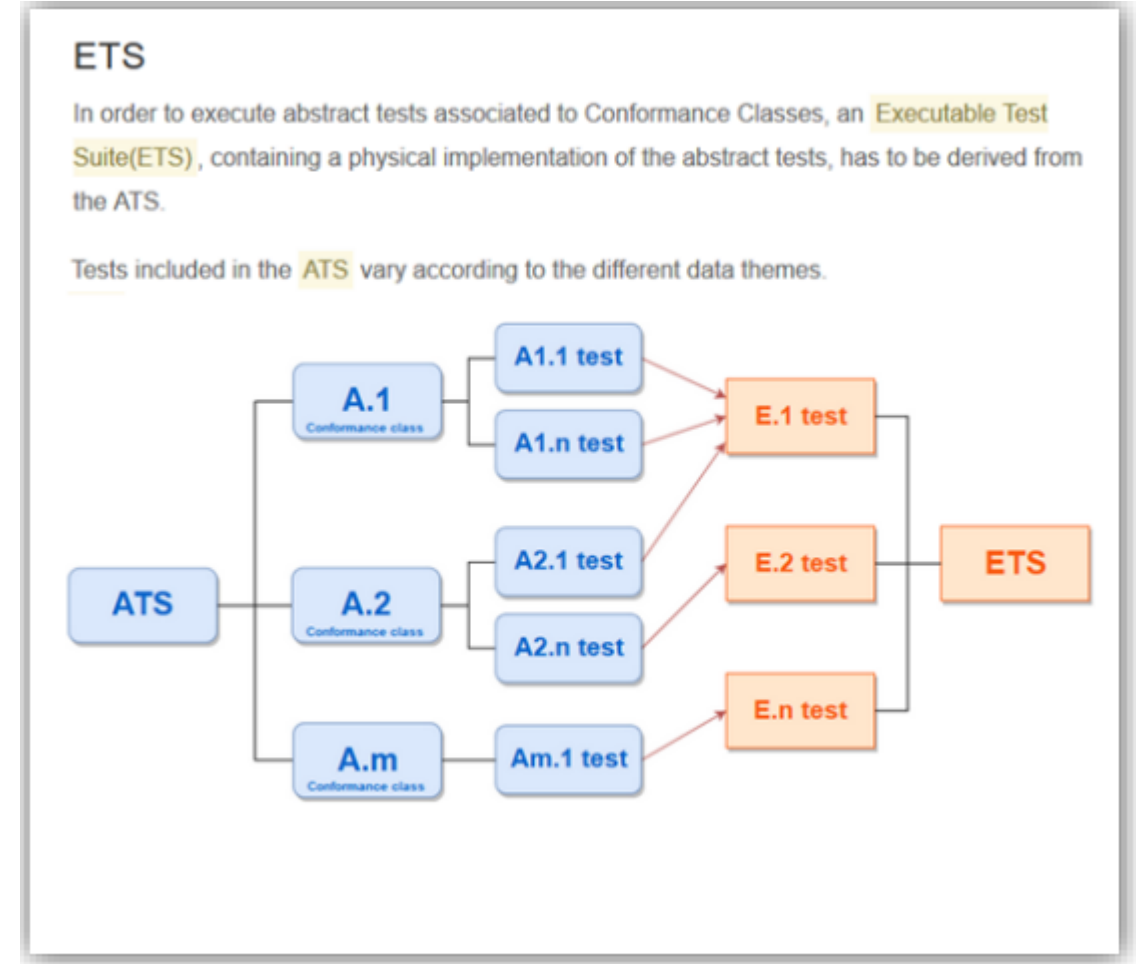 ETS
In order to execute abstract tests associated to Conformance Classes, an Executable Test
Suite(ETS), containing a physical implementation of the abstract tests, has to be derived from
the ATS.
Tests included in the ATS vary according to the different data themes.
ATS
A.1
Conformance class
A.2
Conformance class
A.m
Conformance class
A1.1 test
A1.n test
A2.1 test
A2.n test
Am.1 test
E.1 test
E.2 test
E.n test
ETS